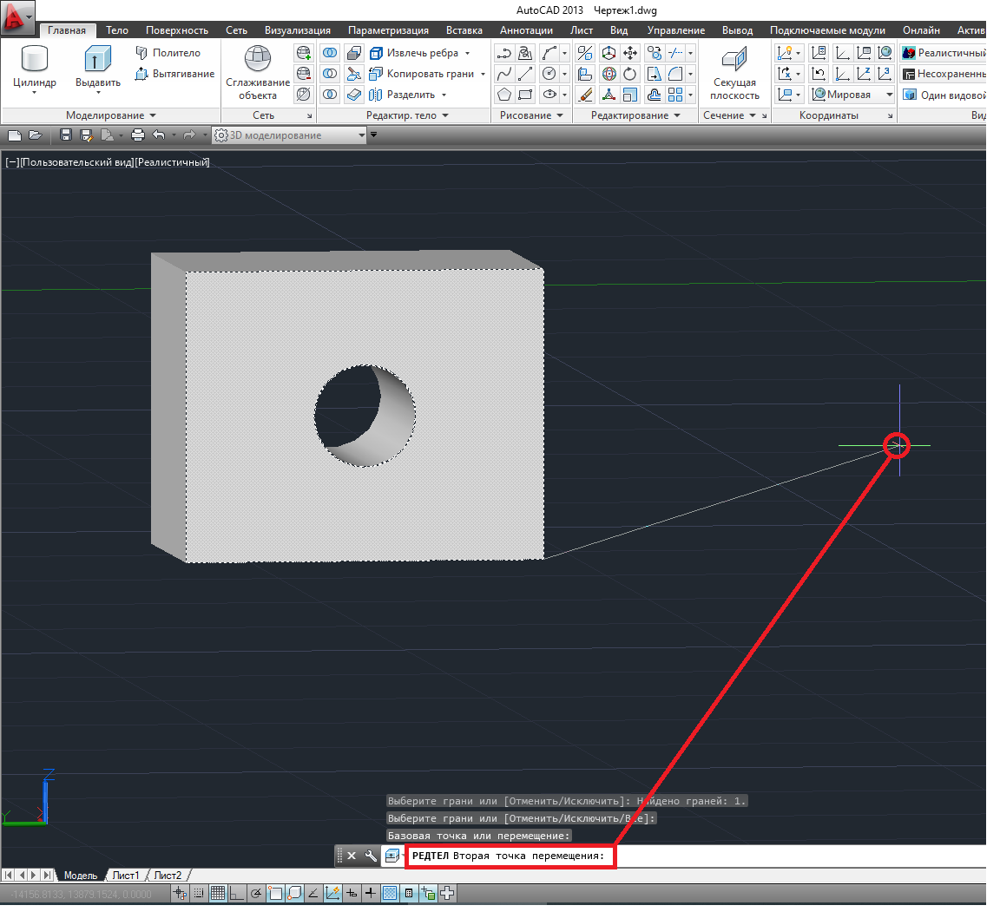 AutoCAD 2013 Чертеж1.dwg
Главная Тело Поверхность Сеть Визуализация Параметризация Вставка Аннотации Лист Вид Управление Вывод Подключаемые модули Онлайн Актив
Цилиндр
Выдавить
Политело
Вытягивание
Сглаживание
объекта
Извлечь ребра
Копировать грани
Разделить
Секущая
плоскость
Мировая
Реалистичный
Несохраненны
Один видовой
Моделирование Сеть Редактир. тело Рисование Редактирование Сечение Координаты Вид
3D моделирование
[−][Пользовательский вид][Реалистичный]
Z
Y
Выберите грани или [Отменить/Исключить]: Найдено граней: 1.
Выберите грани или [Отменить/Исключить/Все]:
Базовая точка или перемещение:
РЕДТЕЛ Вторая точка перемещения:
Модель Лист1 Лист2
-14156.8133, 13879.1524, 0.0000